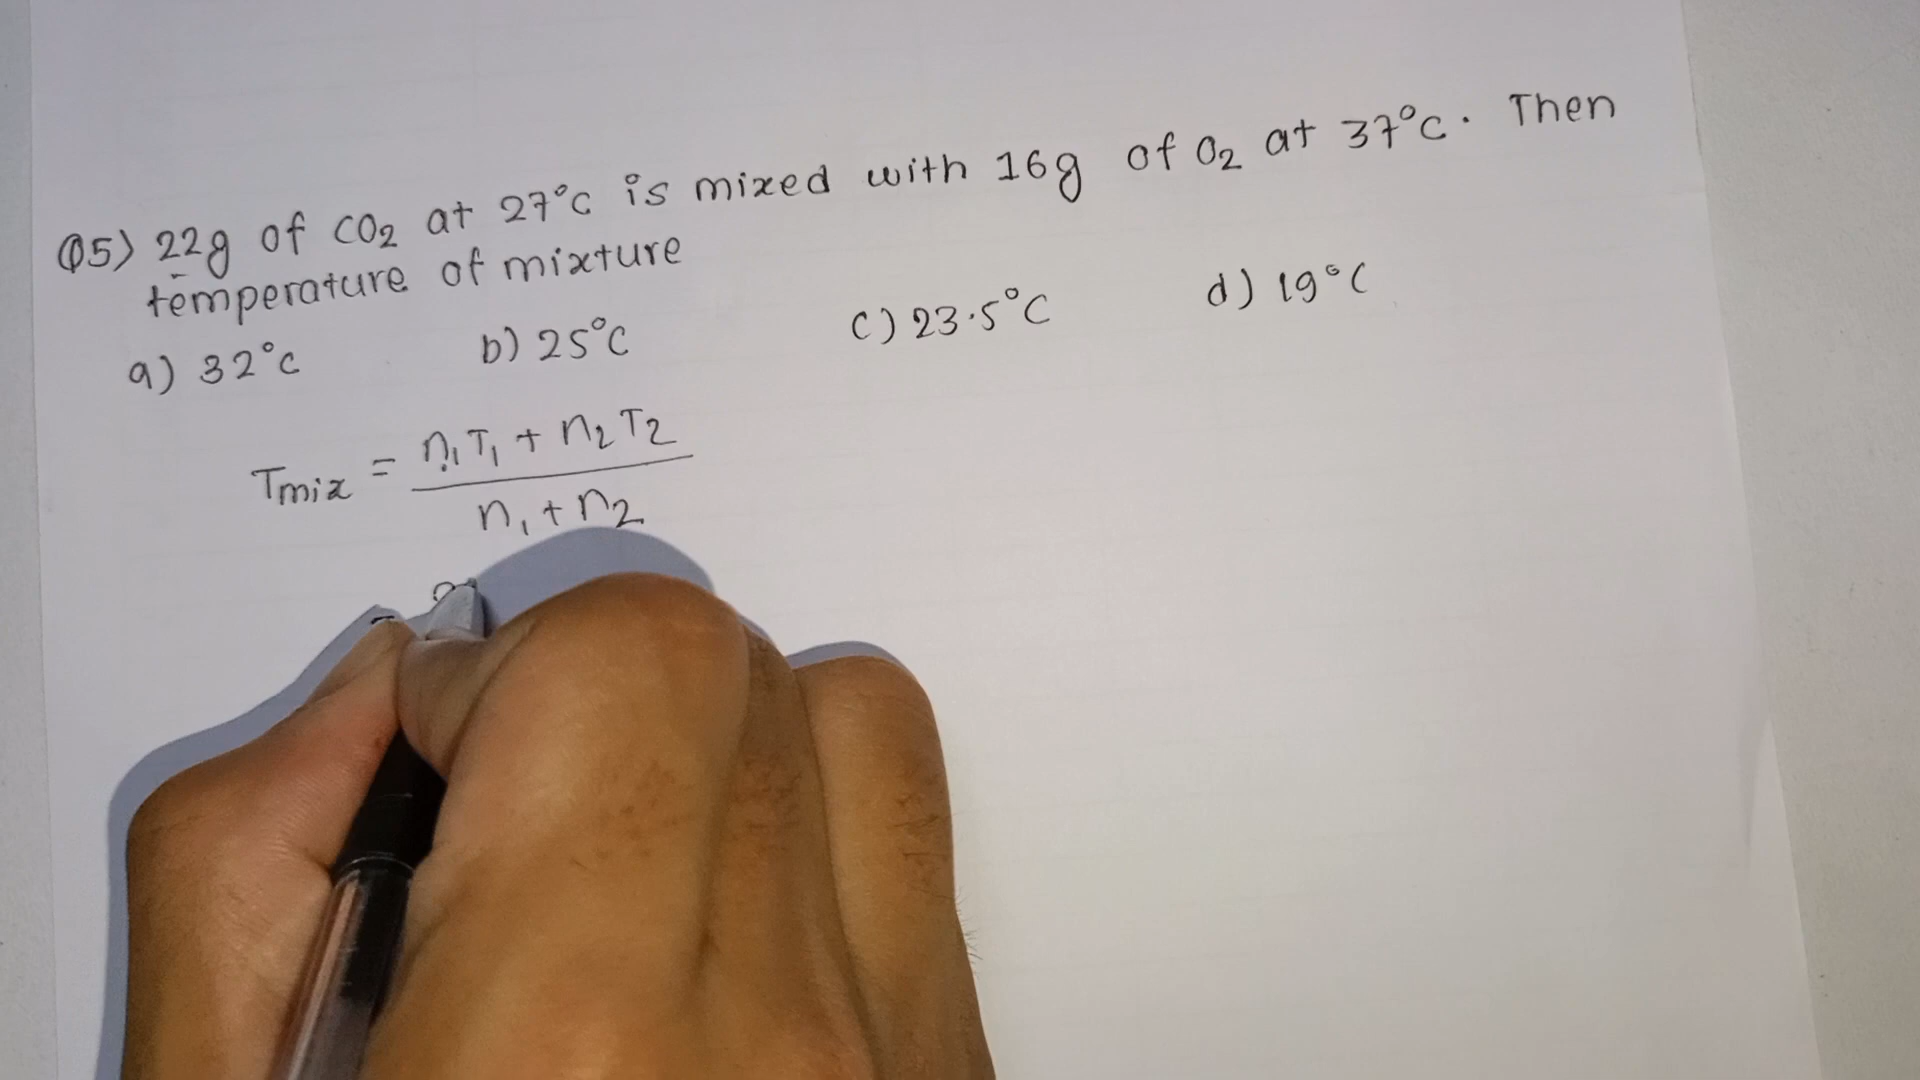 Q5) 22g of CO₂ at 27°C is mixed with 16g of O₂ at 37°C. Then
temperature of mixture
a) 32°C b) 25°C c) 23.5°C d) 19°C
Tmix = n₁T₁ + n₂T₂
n₁ + n₂